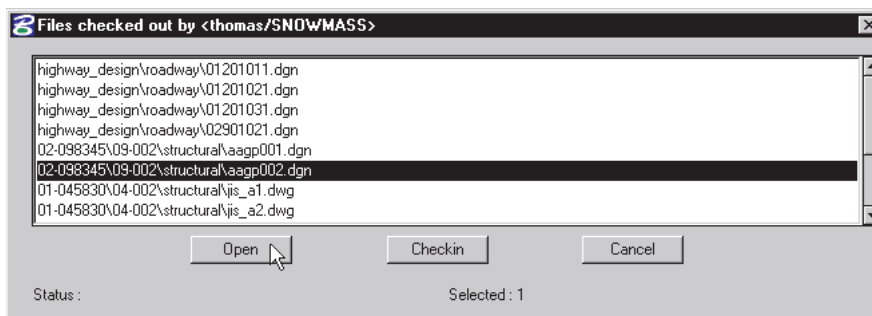 Files checked out by <thomas/SNOWMASS>
highway_design\roadway\01201011.dgn
highway_design\roadway\01201021.dgn
highway_design\roadway\01201031.dgn
highway_design\roadway\02901021.dgn
02-098345\09-002\structural\aagp001.dgn
02-098345\09-002\structural\aagp002.dgn
01-045830\04-002\structural\jis_a1.dwg
01-045830\04-002\structural\jis_a2.dwg
Open Checkin Cancel
Status : Selected : 1